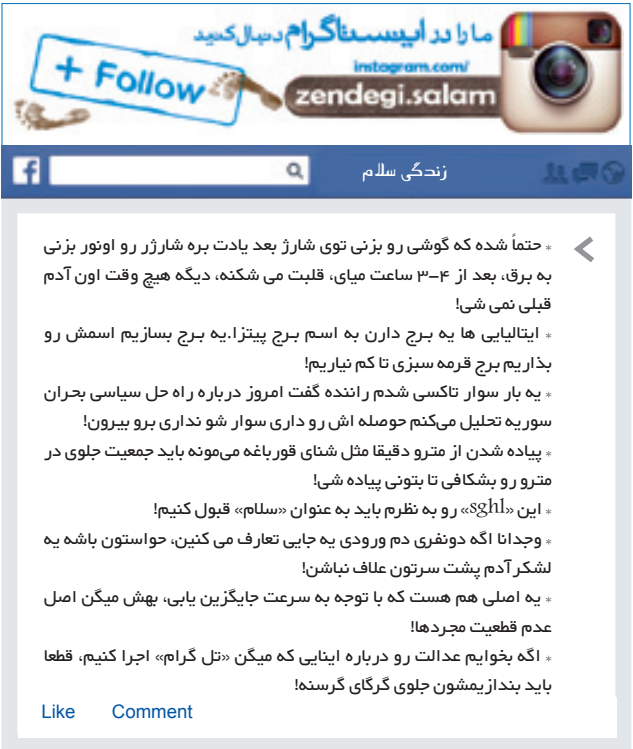 ما را در اینستاگرام دنبال کنید
instagram.com/
+ Follow
zendegi.salam
f
زندگی سلام
* حتماً شده که گوشی رو بزنی توی شارژ بعد یادت بره شارژر رو اونور بزنی
به برق، بعد از ۴-۳ ساعت میای، قلبت می شکنه، دیگه هیچ وقت اون آدم
قبلی نمی شی!
* ایتالیایی ها یه برج دارن به اسم برج پیتزا.یه برج بسازیم اسمش رو
بذاریم برج قرمه سبزی تا کم نیاریم!
* یه بار سوار تاکسی شدم راننده گفت امروز درباره راه حل سیاسی بحران
سوریه تحلیل می‌کنم حوصله اش رو داری سوار شو نداری برو بیرون!
* پیاده شدن از مترو دقیقا مثل شنای قورباغه می‌مونه باید جمعیت جلوی در
مترو رو بشکافی تا بتونی پیاده شی!
* این «sghl» رو به نظرم باید به عنوان «سلام» قبول کنیم!
* وجدانا اگه دونفری دم ورودی یه جایی تعارف می کنین، حواستون باشه یه
لشکر آدم پشت سرتون علاف نباشن!
* یه اصلی هم هست که با توجه به سرعت جایگزین یابی، بهش میگن اصل
عدم قطعیت مجردها!
* اگه بخوایم عدالت رو درباره اینایی که میگن «تل گرام» اجرا کنیم، قطعا
باید بندازیمشون جلوی گرگای گرسنه!
Like Comment